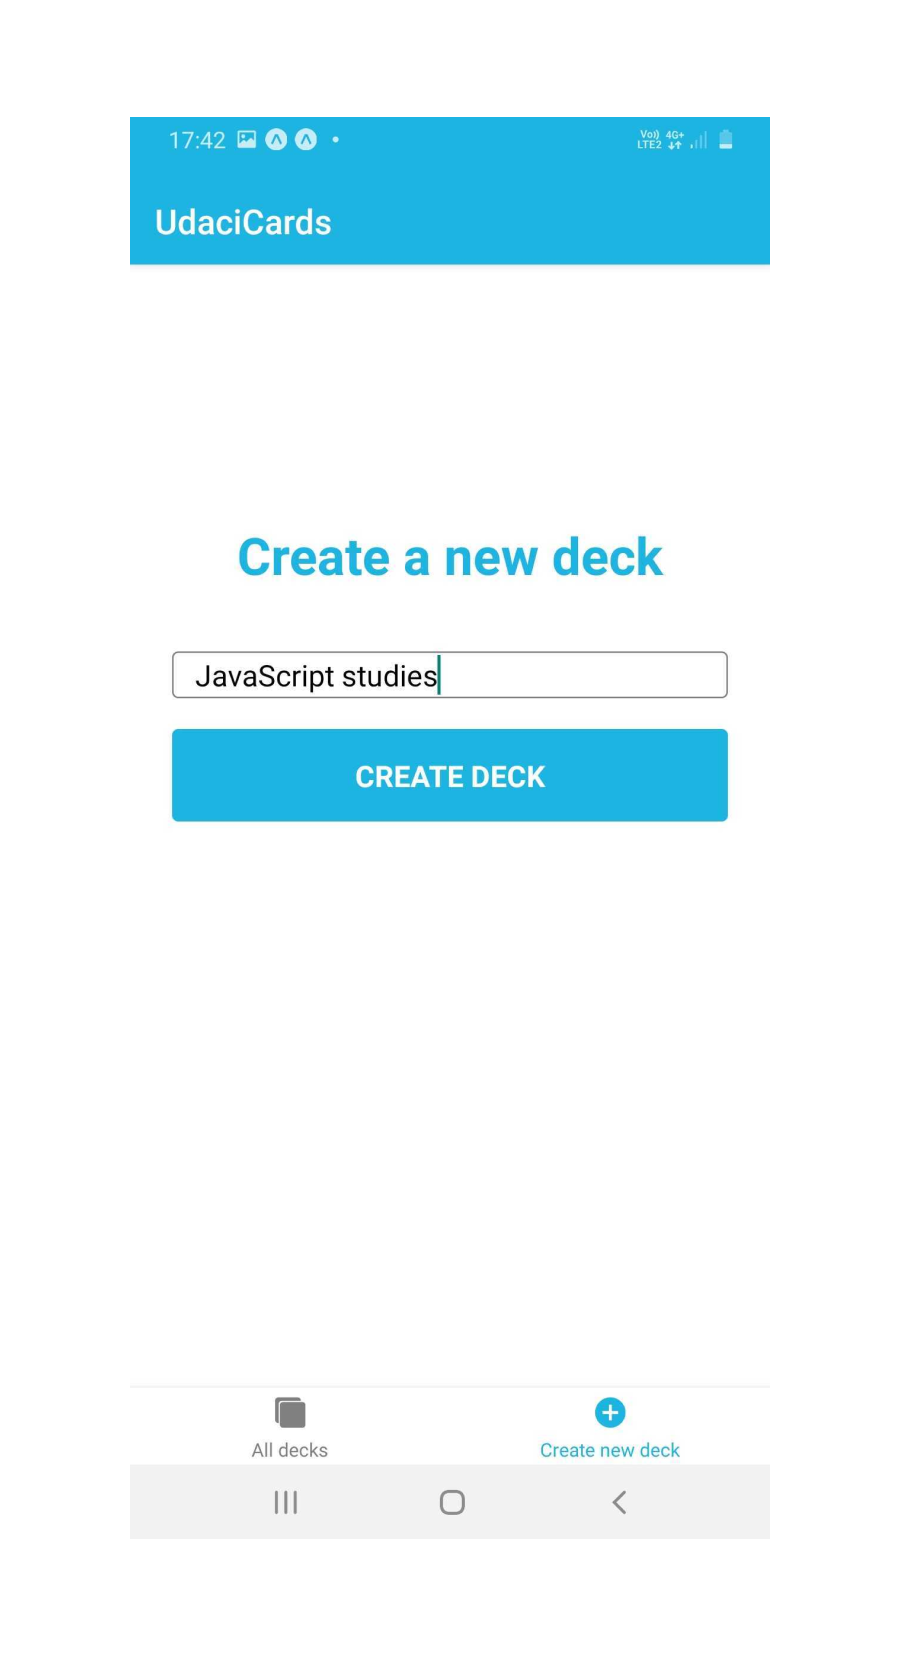 17:42 Vo) 4G+
LTE2
UdaciCards
Create a new deck
JavaScript studies
CREATE DECK
All decks Create new deck